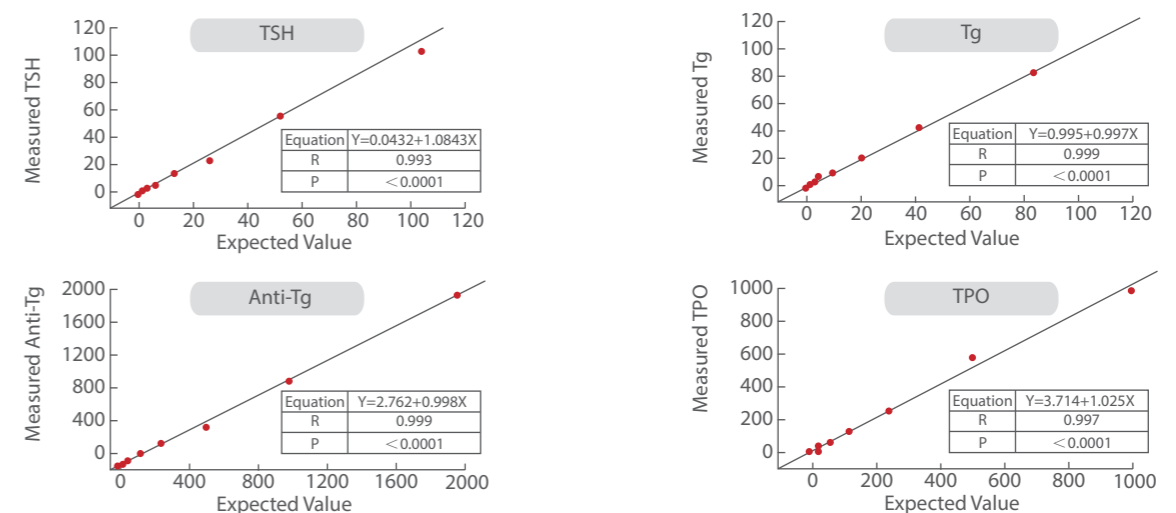 TSH
Measured TSH
120
100
80
60
40
20
0
Equation Y=0.0432+1.0843X
R 0.993
P <0.0001
0 20 40 60 80 100 120
Expected Value
Tg
Measured Tg
120
100
80
60
40
20
0
Equation Y=0.995+0.997X
R 0.999
P <0.0001
0 20 40 60 80 100 120
Expected Value
Anti-Tg
Measured Anti-Tg
2000
1600
1200
800
400
0
Equation Y=2.762+0.998X
R 0.999
P <0.0001
0 400 800 1200 1600 2000
Expected Value
TPO
Measured TPO
1000
800
600
400
200
0
Equation Y=3.714+1.025X
R 0.997
P <0.0001
0 200 400 600 800 1000
Expected Value